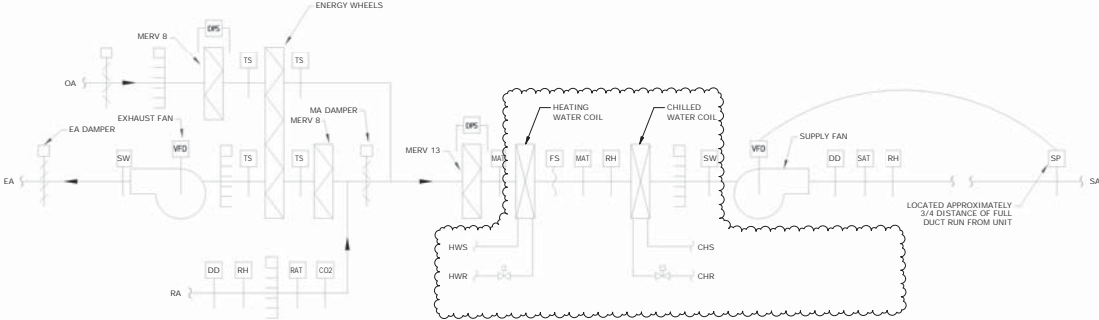 ENERGY WHEELS
MERV 8
DPS
TS
TS
OA
MA DAMPER
MERV 8
EXHAUST FAN
EA DAMPER
VFD
SW
TS
TS
EA
DPS
MERV 13
MAT
HEATING
WATER COIL
FS
MAT
RH
CHILLED
WATER COIL
SW
VFD
SUPPLY FAN
DD
SAT
RH
SP
SA
LOCATED APPROXIMATELY
3/4 DISTANCE OF FULL
DUCT RUN FROM UNIT
HWS
HWR
CHS
CHR
DD
RH
RAT
CO2
RA